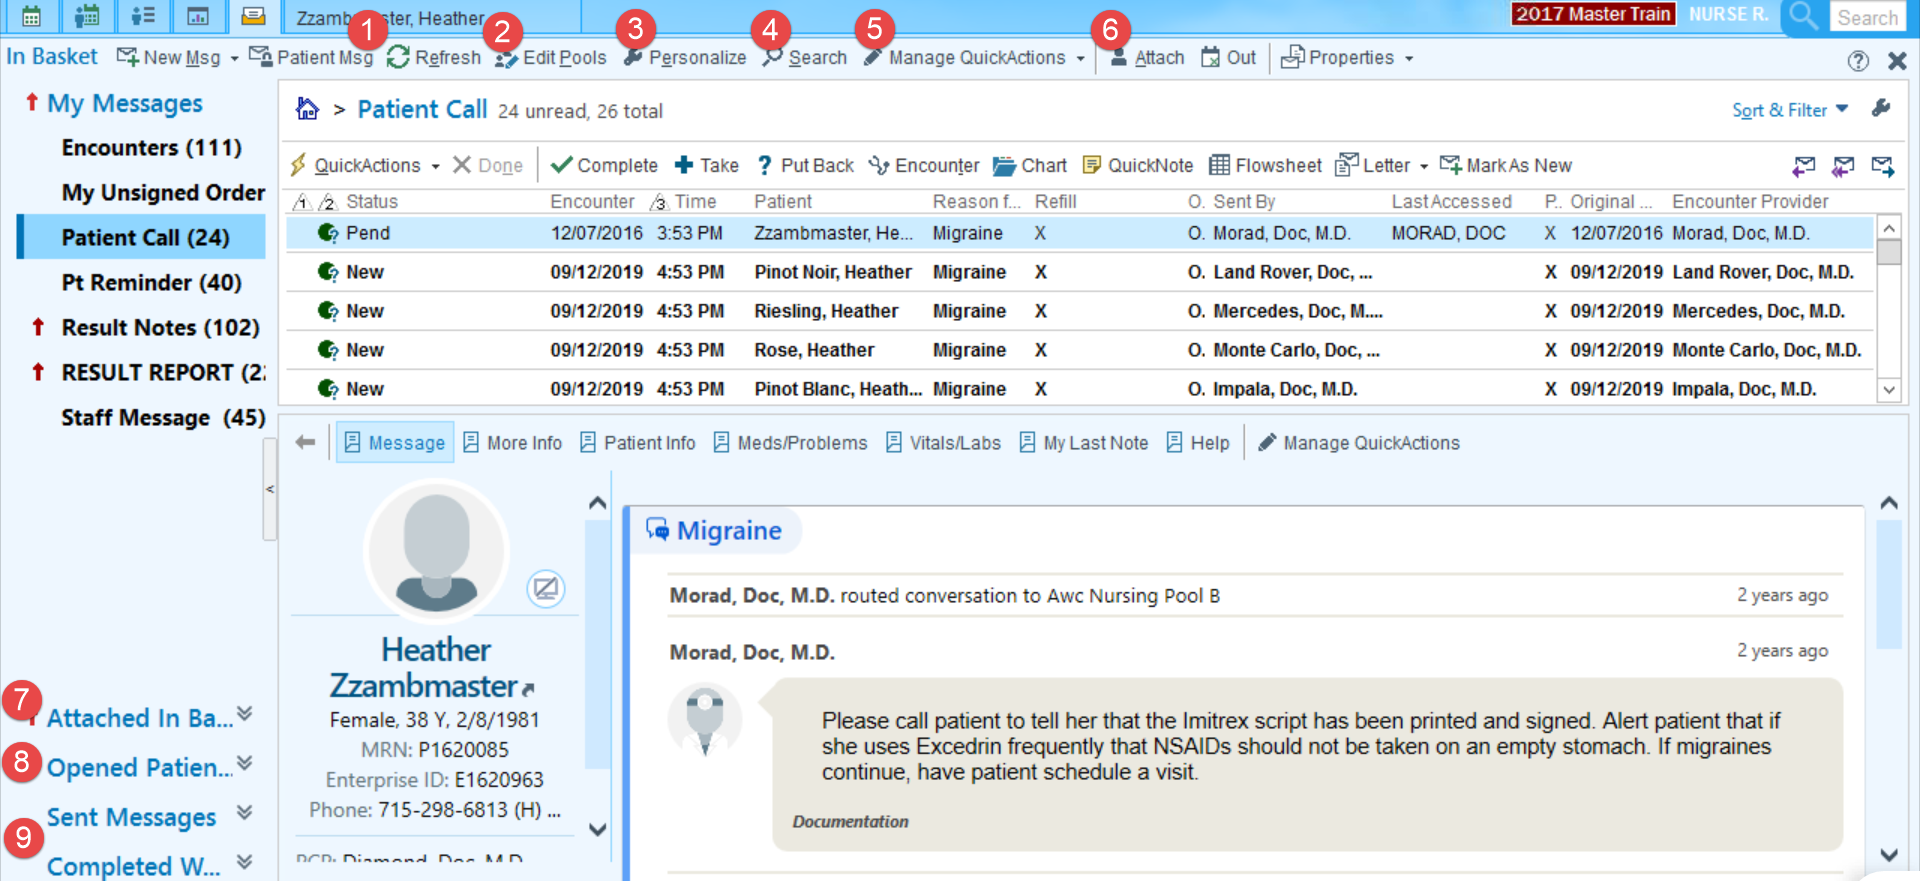 Zzambmaster, Heather
2017 Master Train
NURSE R.
Search
1 2 3 4 5 6
In Basket
New Msg Patient Msg Refresh Edit Pools Personalize Search Manage QuickActions Attach Out Properties
My Messages
Encounters (111)
My Unsigned Order
Patient Call (24)
Pt Reminder (40)
Result Notes (102)
RESULT REPORT (2
Staff Message (45)
7 Attached In Ba...
8 Opened Patien...
Sent Messages
9
Completed W...
> Patient Call 24 unread, 26 total
Sort & Filter
QuickActions Done Complete Take Put Back Encounter Chart QuickNote Flowsheet Letter Mark As New
1 2 Status Encounter 3 Time Patient Reason f... Refill O. Sent By Last Accessed P.. Original ... Encounter Provider
Pend 12/07/2016 3:53 PM Zzambmaster, He... Migraine X O. Morad, Doc, M.D. MORAD, DOC X 12/07/2016 Morad, Doc, M.D.
New 09/12/2019 4:53 PM Pinot Noir, Heather Migraine X O. Land Rover, Doc, ... X 09/12/2019 Land Rover, Doc, M.D.
New 09/12/2019 4:53 PM Riesling, Heather Migraine X O. Mercedes, Doc, M.... X 09/12/2019 Mercedes, Doc, M.D.
New 09/12/2019 4:53 PM Rose, Heather Migraine X O. Monte Carlo, Doc, ... X 09/12/2019 Monte Carlo, Doc, M.D.
New 09/12/2019 4:53 PM Pinot Blanc, Heath... Migraine X O. Impala, Doc, M.D. X 09/12/2019 Impala, Doc, M.D.
<
Message More Info Patient Info Meds/Problems Vitals/Labs My Last Note Help Manage QuickActions
Heather
Zzambmaster
Female, 38 Y, 2/8/1981
MRN: P1620085
Enterprise ID: E1620963
Phone: 715-298-6813 (H) ...
PCP: Diamond, Doc, M.D.
Migraine
Morad, Doc, M.D. routed conversation to Awc Nursing Pool B 2 years ago
Morad, Doc, M.D. 2 years ago
Please call patient to tell her that the Imitrex script has been printed and signed. Alert patient that if
she uses Excedrin frequently that NSAIDs should not be taken on an empty stomach. If migraines
continue, have patient schedule a visit.
Documentation